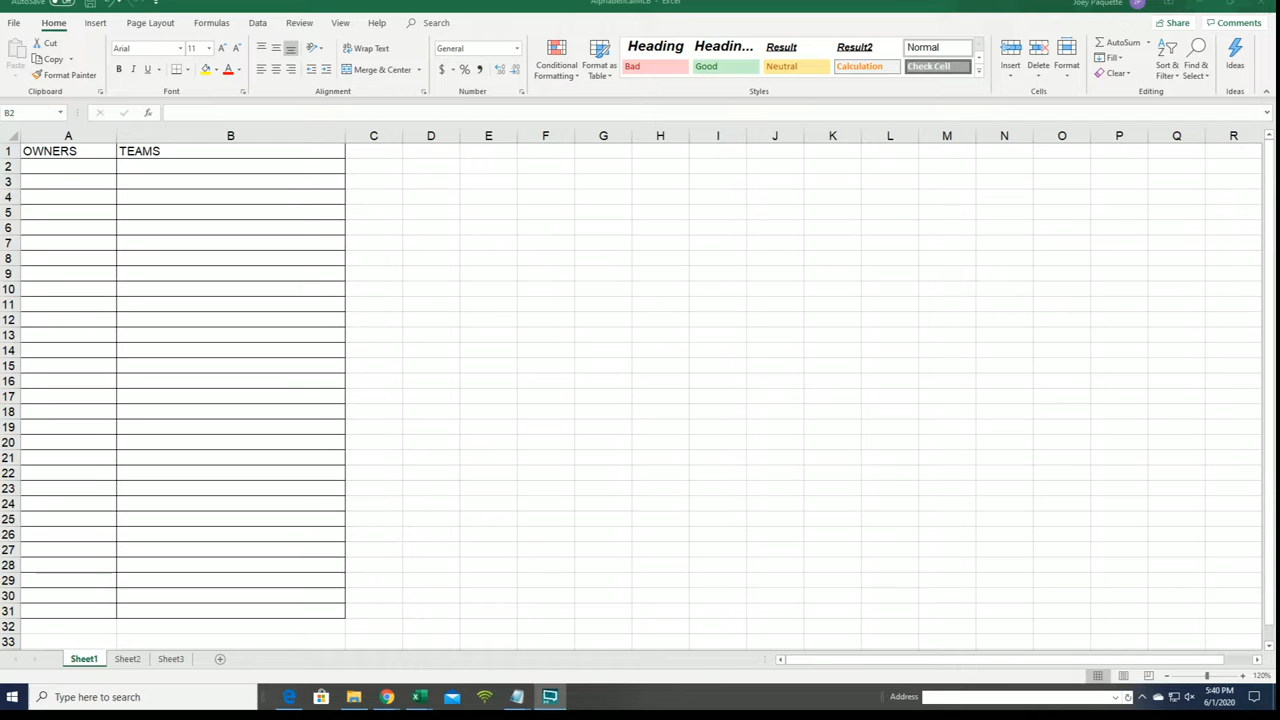 AutoSave Off AlphabeticalMLB - Excel Joey Paquette JP
File Home Insert Page Layout Formulas Data Review View Help Search Share Comments
Cut
Copy
Format Painter
Paste
Clipboard
Arial 11 A A
B I U A
Font
Wrap Text
Merge & Center
Alignment
General
$ % ,
Number
Conditional Formatting
Format as Table
Heading Headin... Result Result2 Normal
Bad Good Neutral Calculation Check Cell
Styles
Insert Delete Format
Cells
AutoSum
Fill
Clear
Sort & Filter
Find & Select
Editing
Ideas
Ideas
B2 fx
A B C D E F G H I J K L M N O P Q R
1 OWNERS TEAMS
2
3
4
5
6
7
8
9
10
11
12
13
14
15
16
17
18
19
20
21
22
23
24
25
26
27
28
29
30
31
32
33
Sheet1 Sheet2 Sheet3
120%
Type here to search Address 5:40 PM
6/1/2020